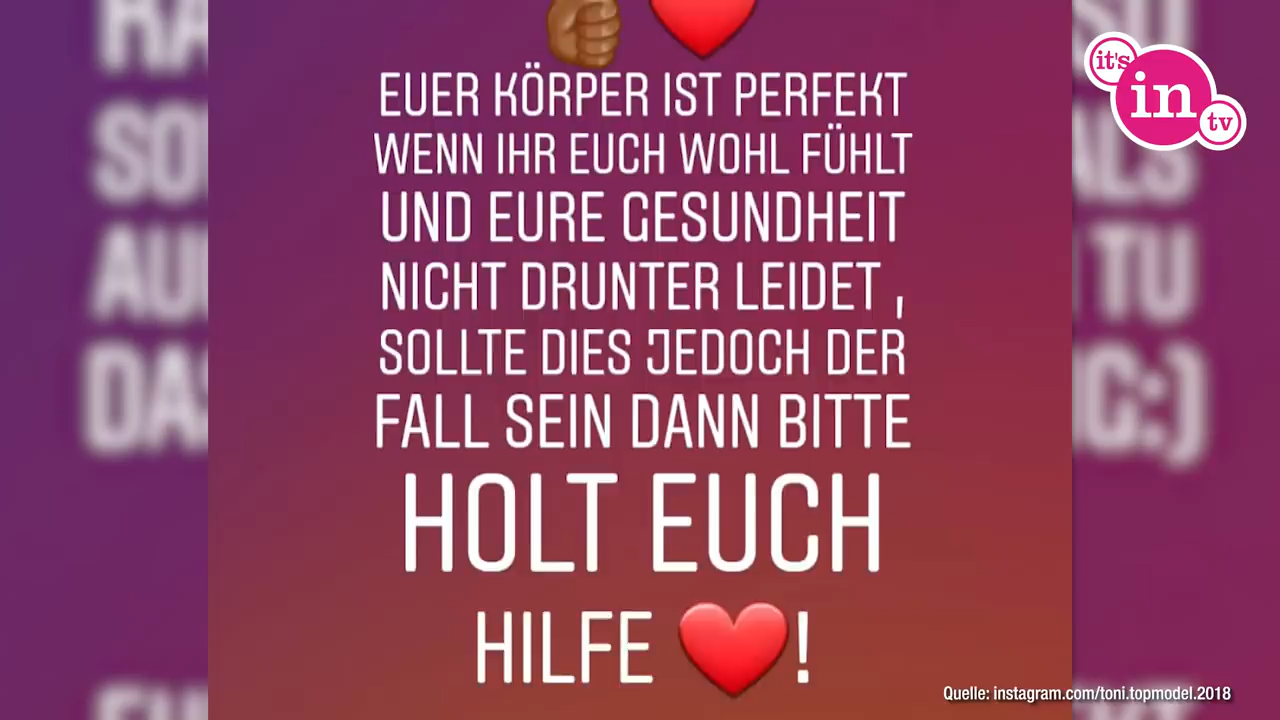 EUER KÖRPER IST PERFEKT
WENN IHR EUCH WOHL FÜHLT
UND EURE GESUNDHEIT
NICHT DRUNTER LEIDET ,
SOLLTE DIES JEDOCH DER
FALL SEIN DANN BITTE
HOLT EUCH
HILFE ❤️!
it's
in
tv
Quelle: instagram.com/toni.topmodel.2018